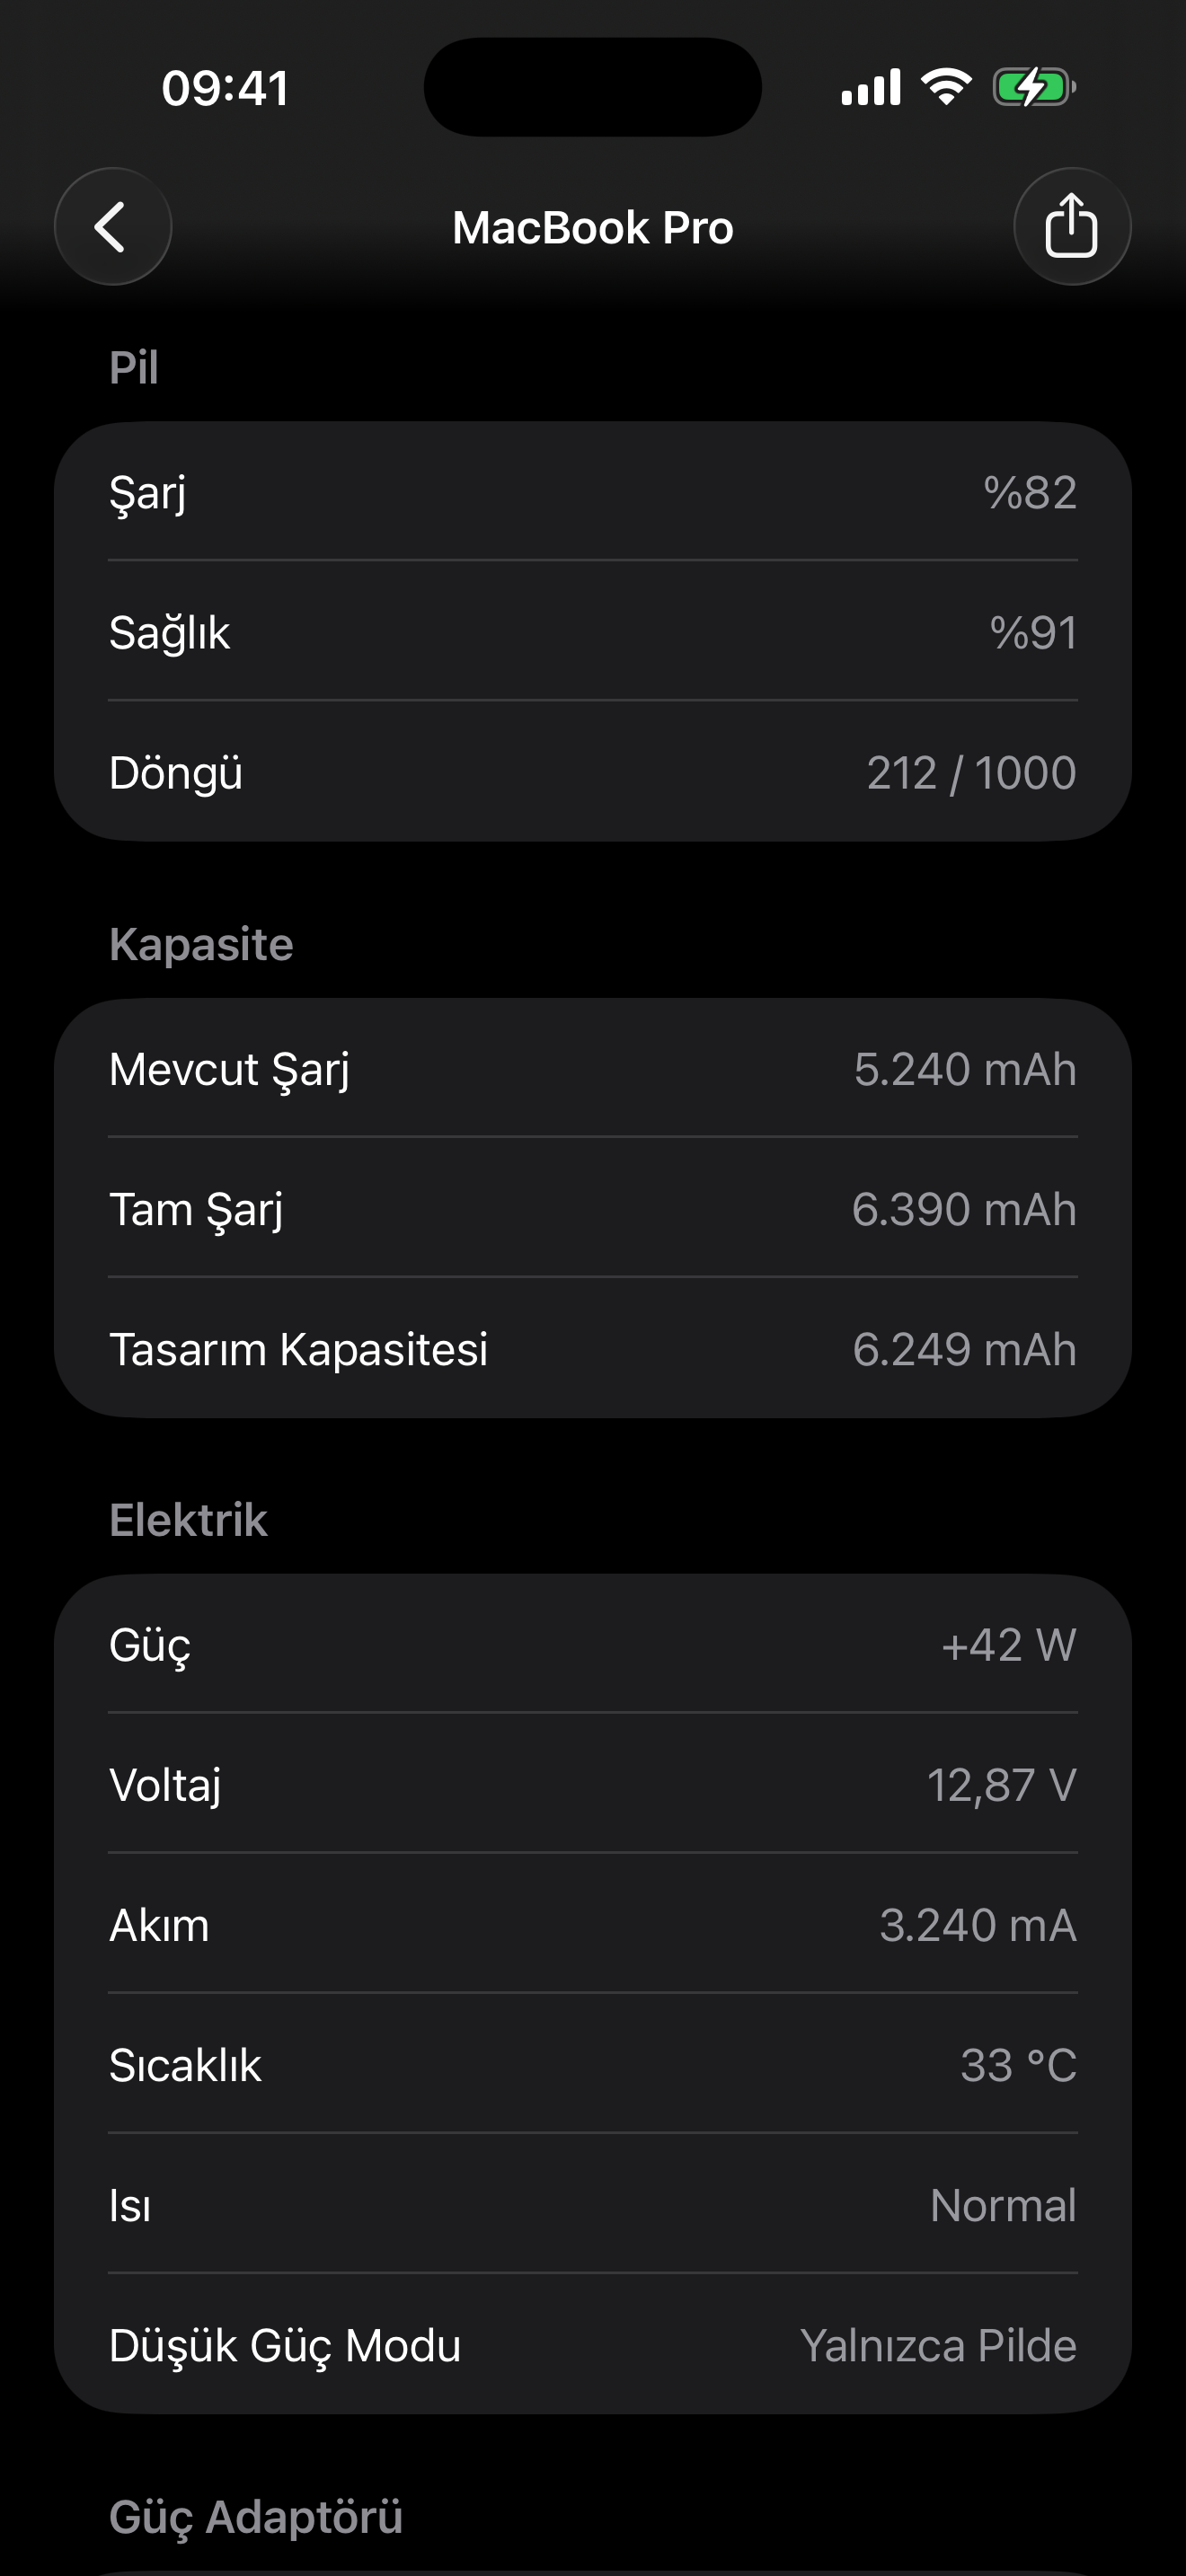 09:41
MacBook Pro
Pil
Şarj %82
Sağlık %91
Döngü 212 / 1000
Kapasite
Mevcut Şarj 5.240 mAh
Tam Şarj 6.390 mAh
Tasarım Kapasitesi 6.249 mAh
Elektrik
Güç +42 W
Voltaj 12,87 V
Akım 3.240 mA
Sıcaklık 33 °C
Isı Normal
Düşük Güç Modu Yalnızca Pilde
Güç Adaptörü